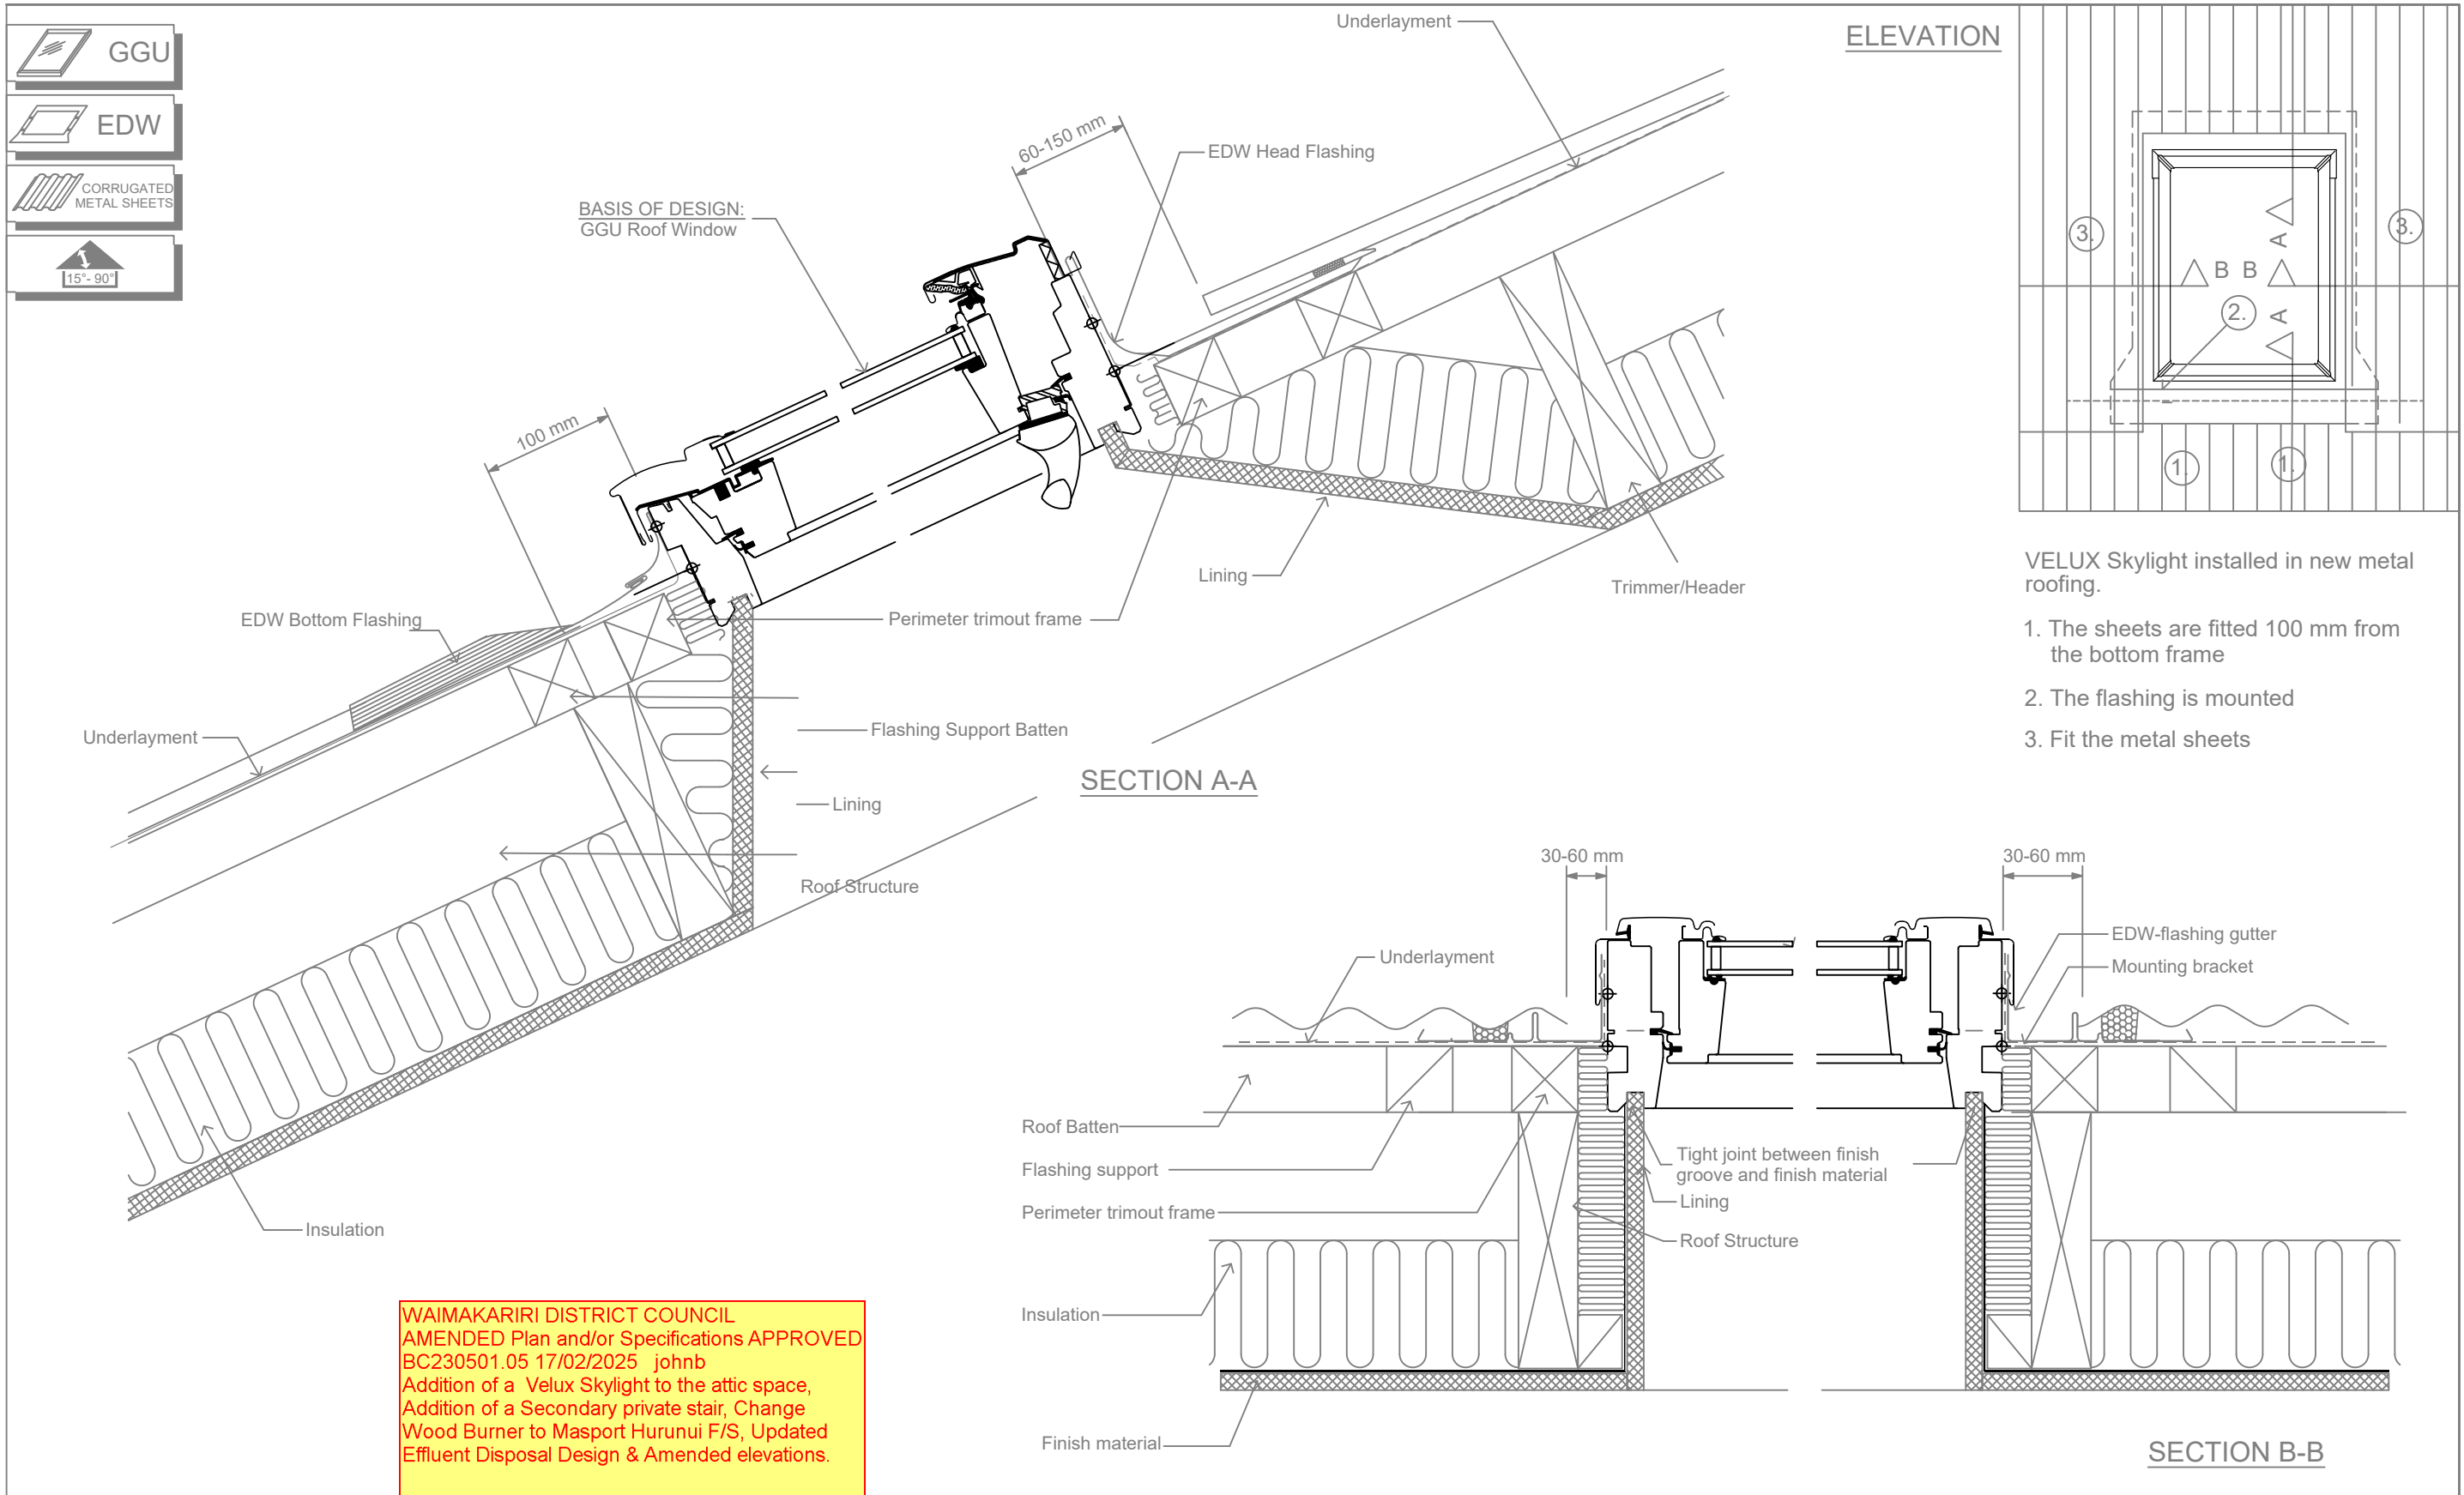 GGU
EDW
CORRUGATED
METAL SHEETS
15°- 90°
Underlayment
ELEVATION
60-150 mm
EDW Head Flashing
BASIS OF DESIGN:
GGU Roof Window
3.
3.
A
B B
2.
A
1.
1.
100 mm
Lining
Trimmer/Header
EDW Bottom Flashing
Perimeter trimout frame
Underlayment
Flashing Support Batten
Lining
Roof Structure
Insulation
SECTION A-A
VELUX Skylight installed in new metal
roofing.
1. The sheets are fitted 100 mm from
the bottom frame
2. The flashing is mounted
3. Fit the metal sheets
30-60 mm
30-60 mm
Underlayment
EDW-flashing gutter
Mounting bracket
Roof Batten
Flashing support
Perimeter trimout frame
Tight joint between finish
groove and finish material
Lining
Roof Structure
Insulation
Finish material
SECTION B-B
WAIMAKARIRI DISTRICT COUNCIL
AMENDED Plan and/or Specifications APPROVED
BC230501.05 17/02/2025 johnb
Addition of a Velux Skylight to the attic space,
Addition of a Secondary private stair, Change
Wood Burner to Masport Hurunui F/S, Updated
Effluent Disposal Design & Amended elevations.